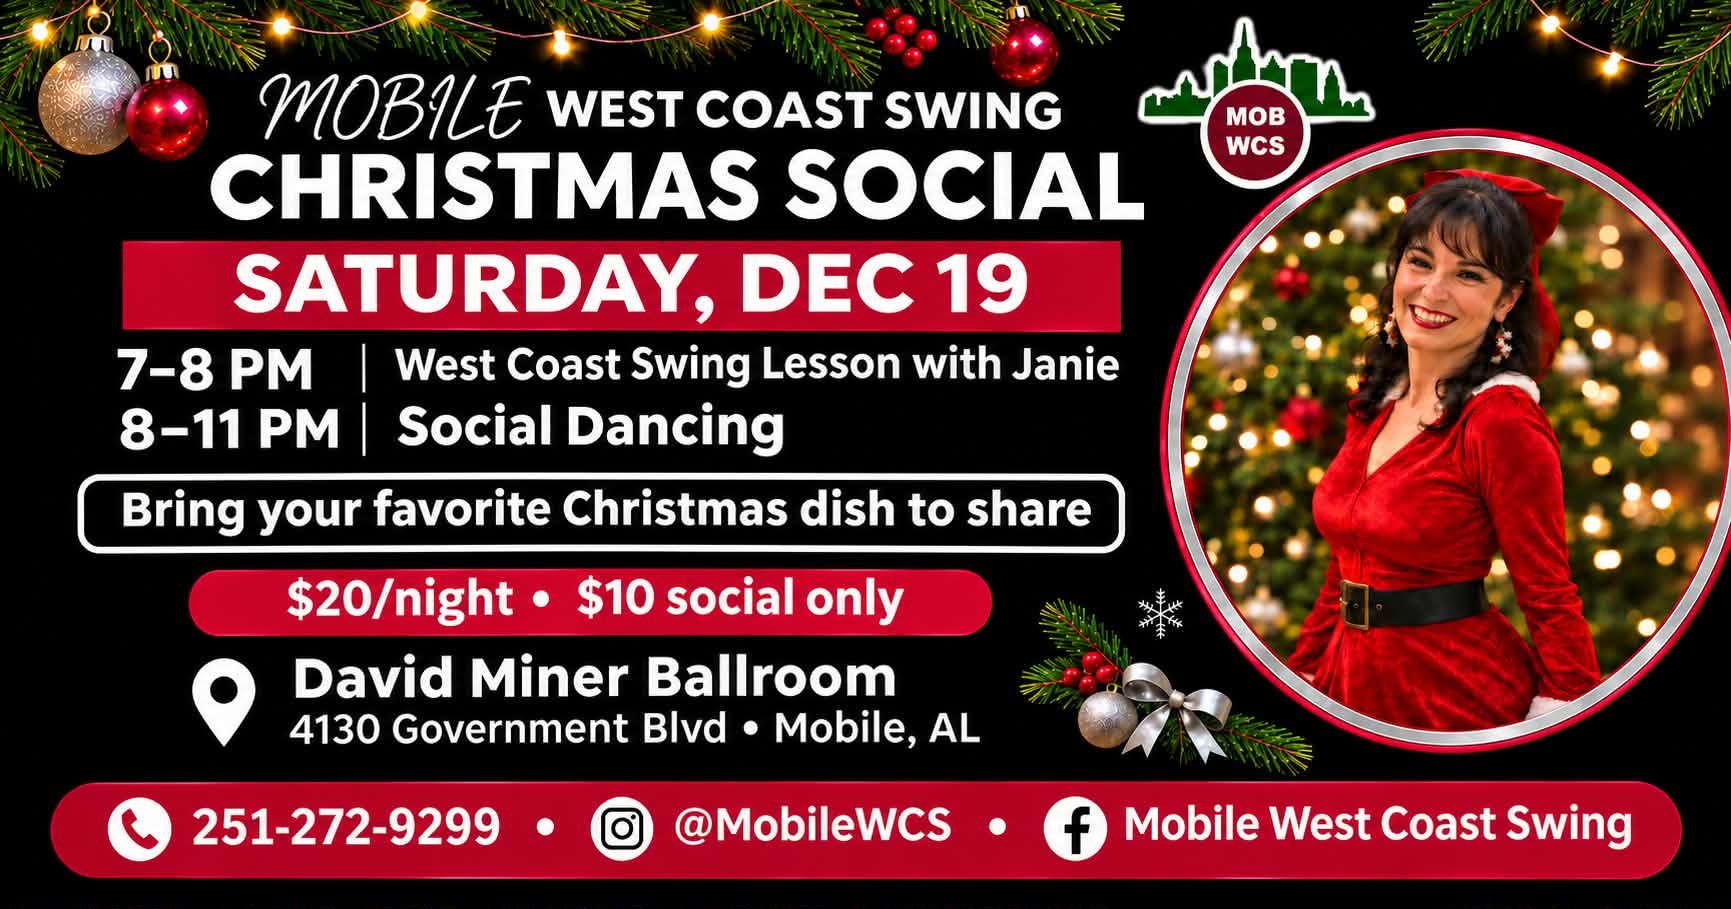 MOBILE WEST COAST SWING
CHRISTMAS SOCIAL
MOB
WCS
SATURDAY, DEC 19
7–8 PM | West Coast Swing Lesson with Janie
8–11 PM | Social Dancing
Bring your favorite Christmas dish to share
$20/night • $10 social only
David Miner Ballroom
4130 Government Blvd • Mobile, AL
251-272-9299 • @MobileWCS • Mobile West Coast Swing